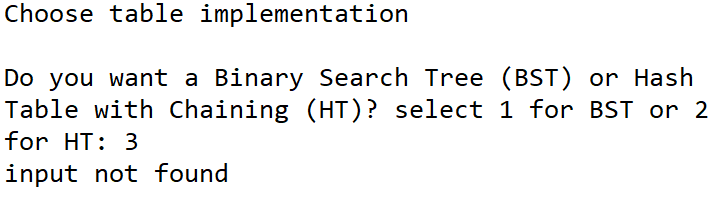 Choose table implementation
Do you want a Binary Search Tree (BST) or Hash
Table with Chaining (HT)? select 1 for BST or 2
for HT: 3
input not found